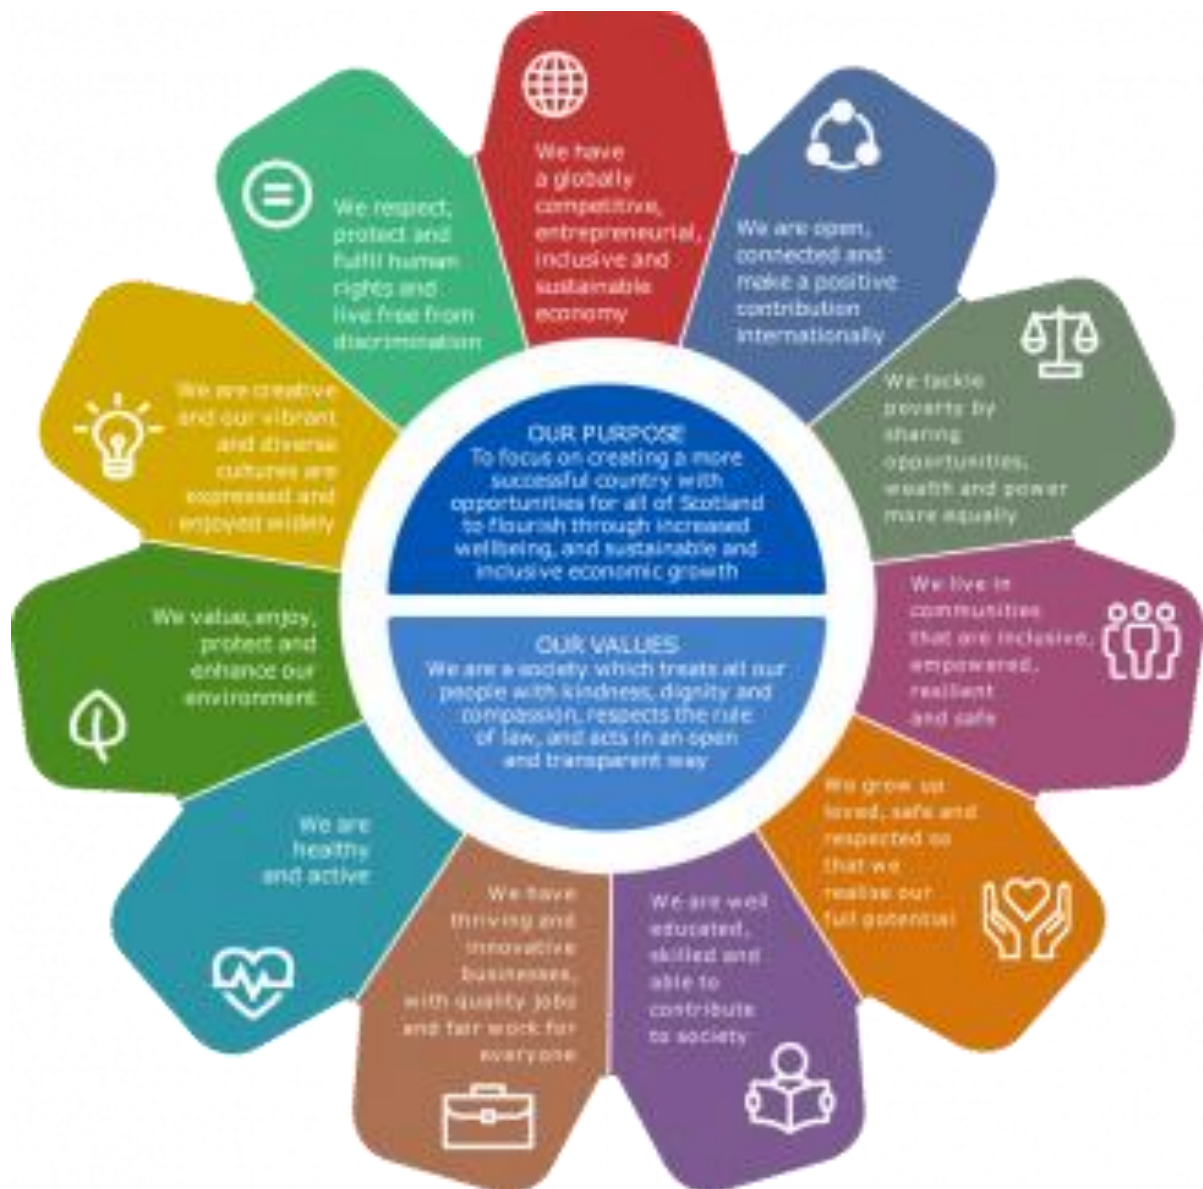 We have
a globally
competitive,
entrepreneurial,
inclusive and
sustainable
economy
We are open,
connected and
make a positive
contribution
internationally
We tackle
poverty by
sharing
opportunities,
wealth and power
more equally
We live in
communities
that are inclusive,
empowered,
resilient
and safe
We grow up
loved, safe and
respected so
that we
realise our
full potential
We are well
educated,
skilled and
able to
contribute
to society
We have
thriving and
innovative
businesses,
with quality jobs
and fair work for
everyone
We are
healthy
and active
We value, enjoy,
protect and
enhance our
environment
We are creative
and our vibrant
and diverse
cultures are
expressed and
enjoyed widely
We respect,
protect and
fulfil human
rights and
live free from
discrimination
OUR PURPOSE
To focus on creating a more
successful country with
opportunities for all of Scotland
to flourish through increased
wellbeing, and sustainable and
inclusive economic growth
OUR VALUES
We are a society which treats all our
people with kindness, dignity and
compassion, respects the rule
of law, and acts in an open
and transparent way